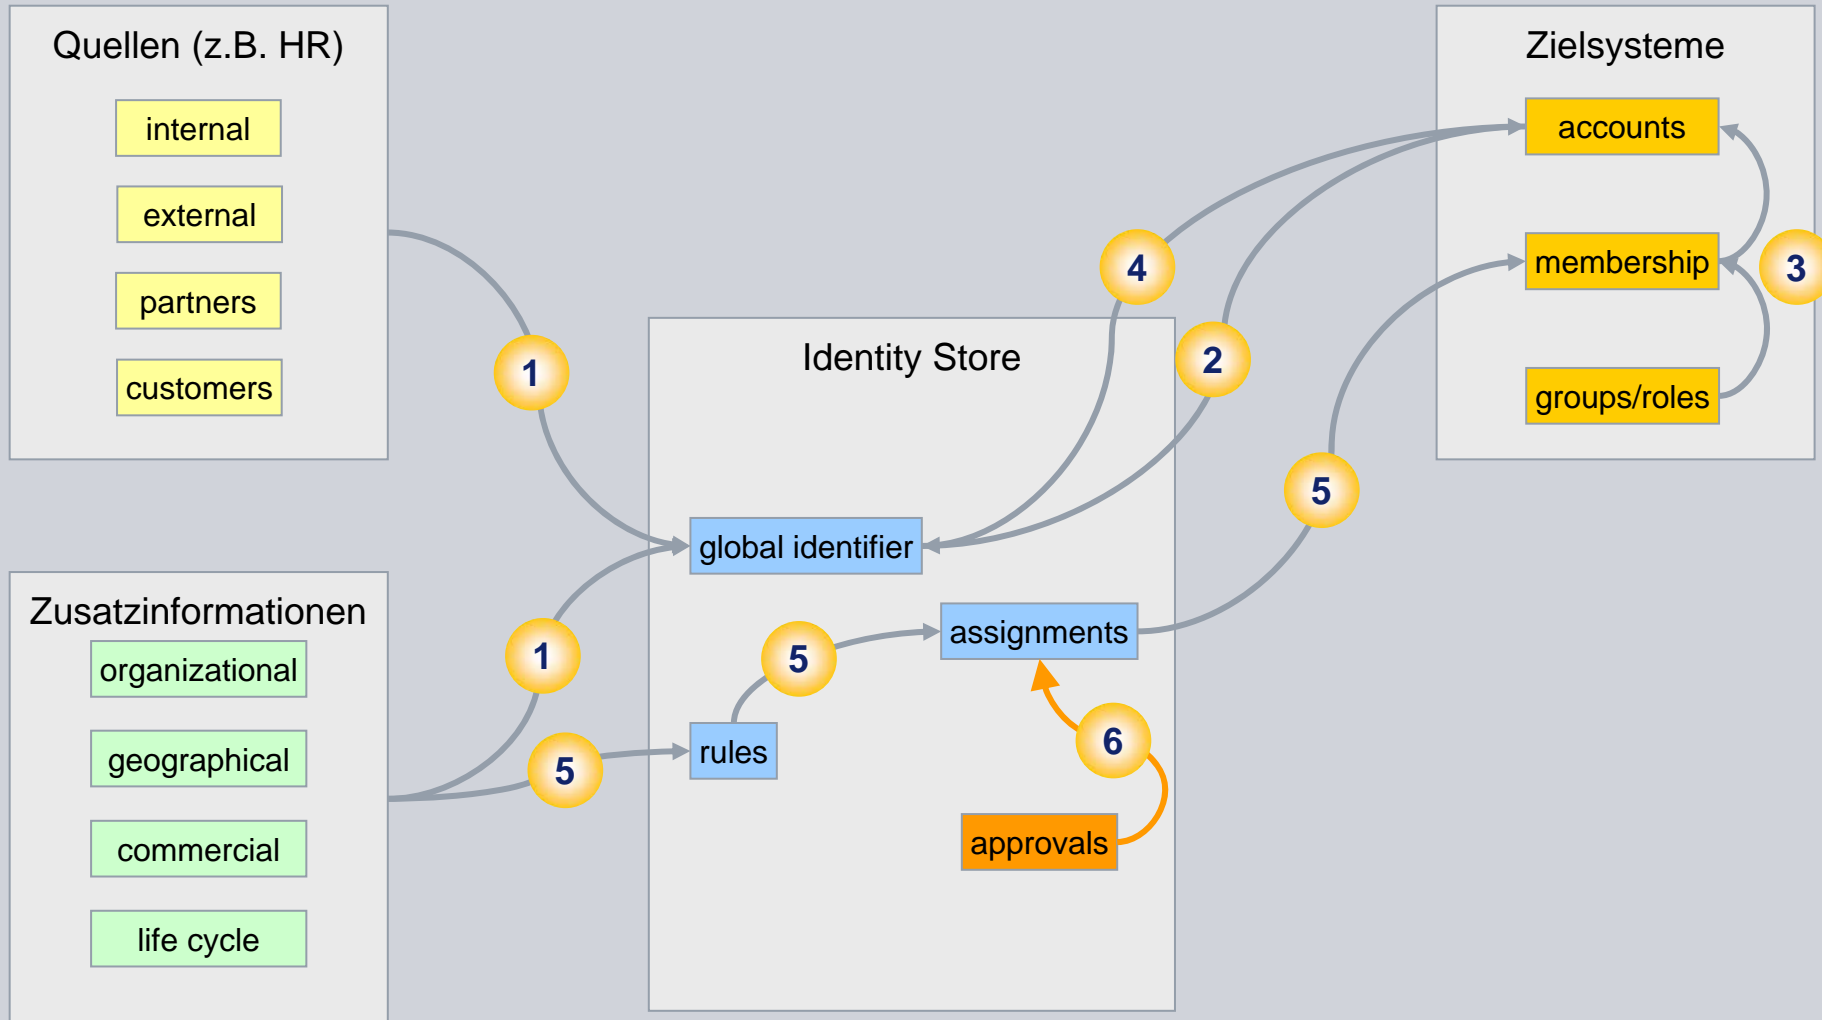 Quellen (z.B. HR)
internal
external
partners
customers
Zusatzinformationen
organizational
geographical
commercial
life cycle
1
1
5
Identity Store
global identifier
assignments
5
rules
6
approvals
4
2
5
Zielsysteme
accounts
membership
3
groups/roles